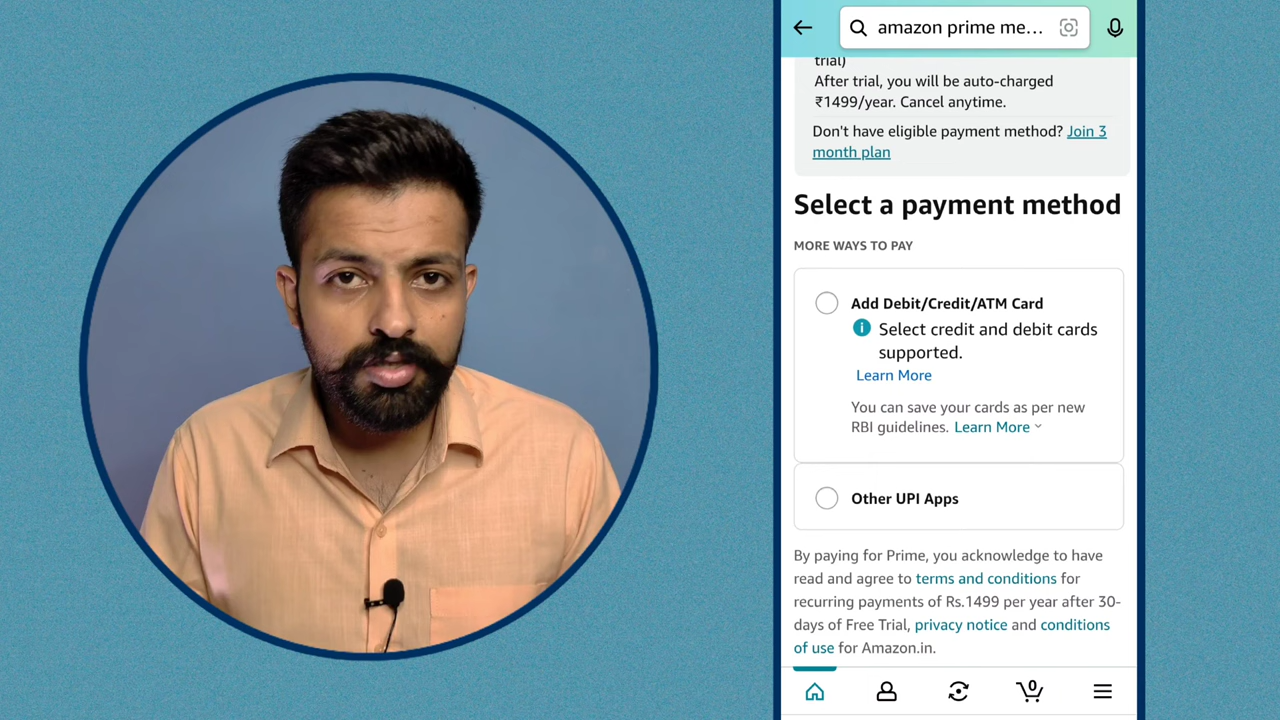 amazon prime me...
trial)
After trial, you will be auto-charged
₹1499/year. Cancel anytime.
Don't have eligible payment method? Join 3
month plan
Select a payment method
MORE WAYS TO PAY
Add Debit/Credit/ATM Card
Select credit and debit cards
supported.
Learn More
You can save your cards as per new
RBI guidelines. Learn More
Other UPI Apps
By paying for Prime, you acknowledge to have
read and agree to terms and conditions for
recurring payments of Rs.1499 per year after 30-
days of Free Trial, privacy notice and conditions
of use for Amazon.in.
0